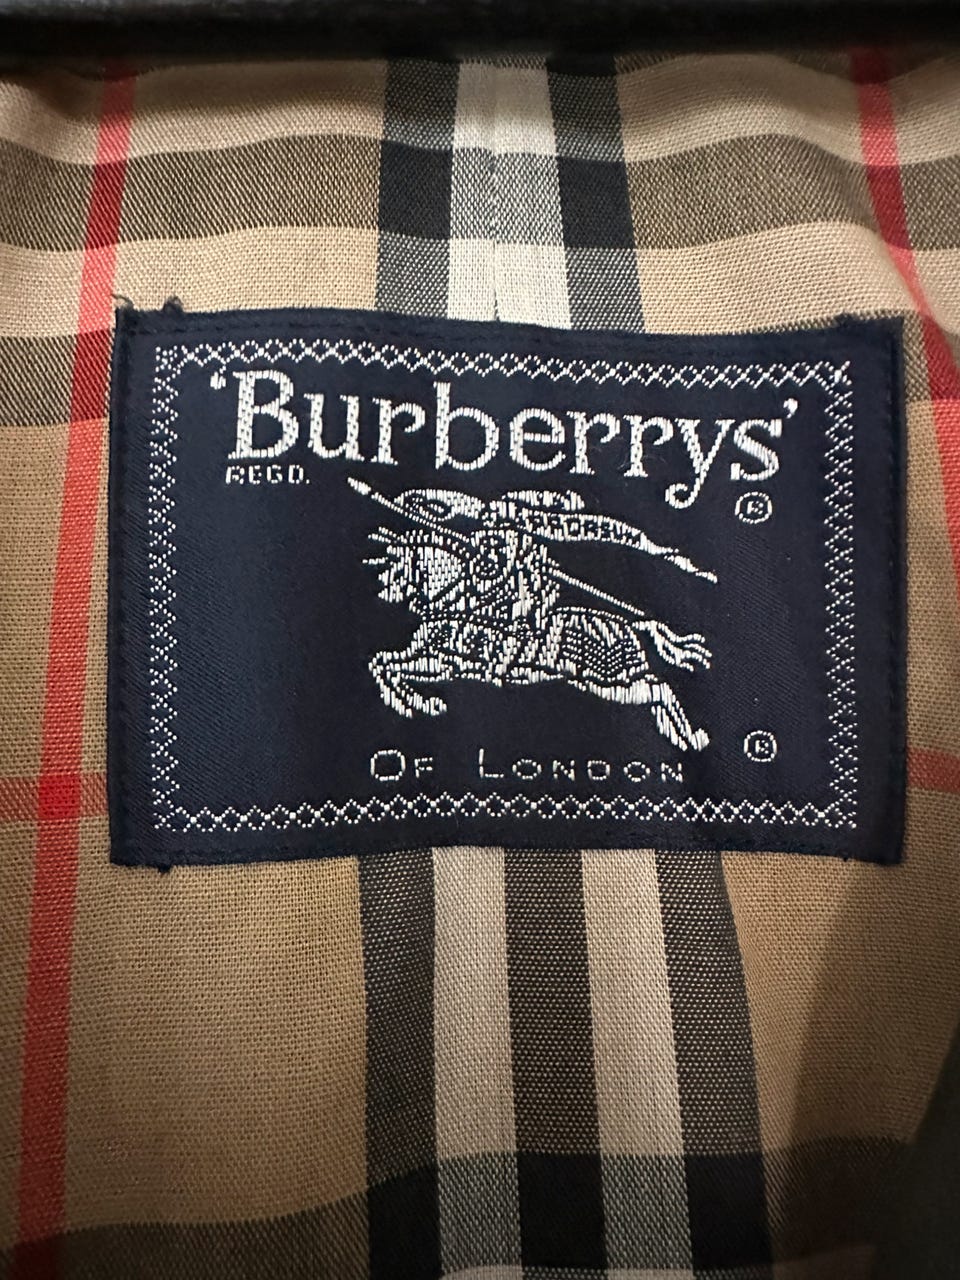 'Burberrys'
REGD. ®
PRORSUM
®
OF LONDON